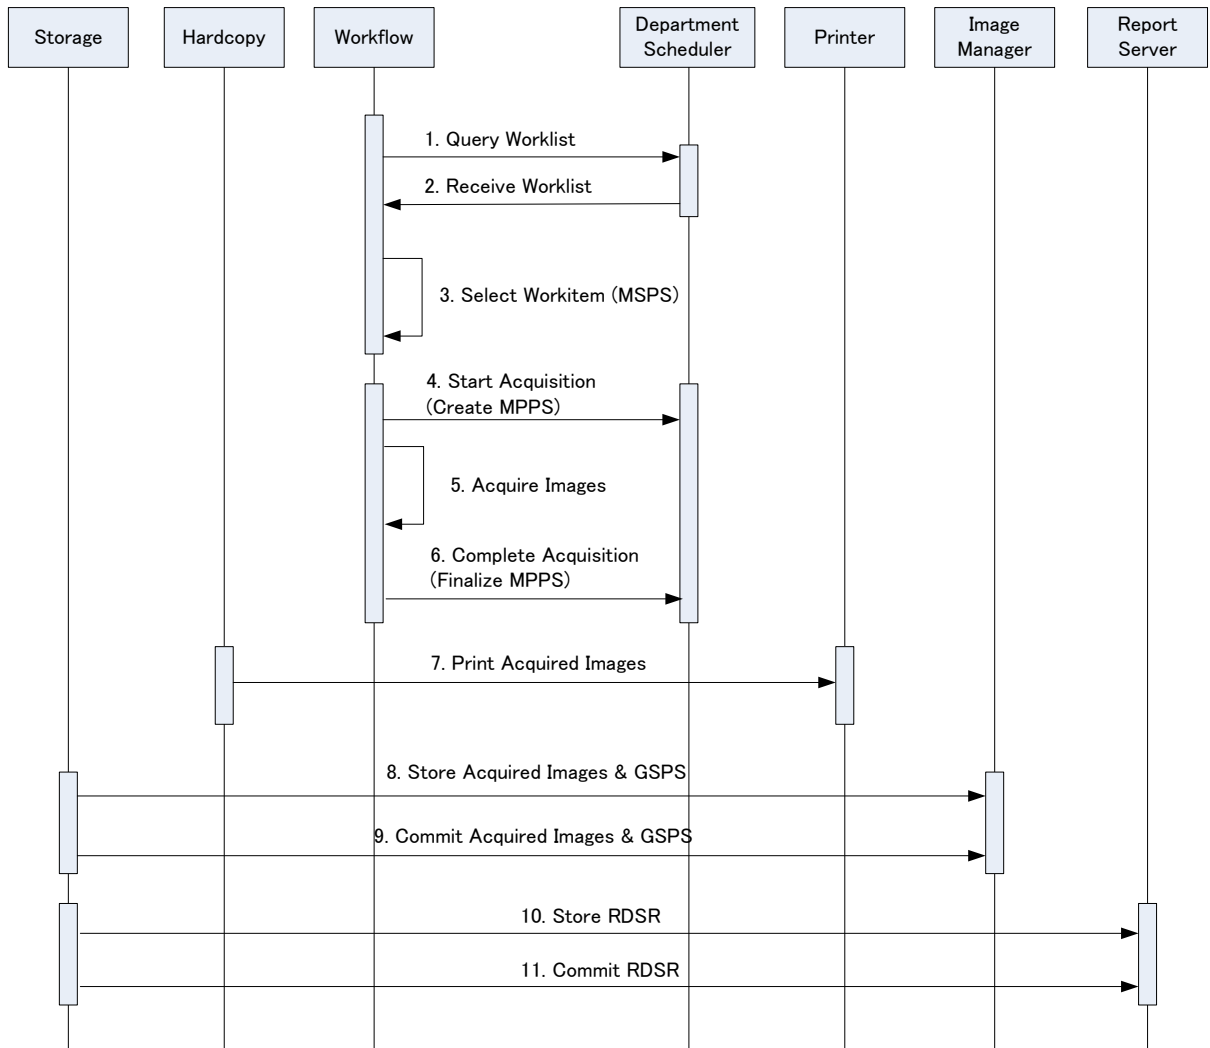 Storage
Hardcopy
Workflow
Department
Scheduler
Printer
Image
Manager
Report
Server
1. Query Worklist
2. Receive Worklist
3. Select Workitem (MSPS)
4. Start Acquisition
(Create MPPS)
5. Acquire Images
6. Complete Acquisition
(Finalize MPPS)
7. Print Acquired Images
8. Store Acquired Images & GSPS
9. Commit Acquired Images & GSPS
10. Store RDSR
11. Commit RDSR